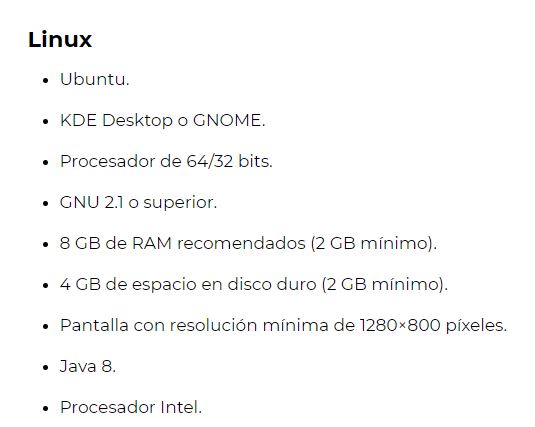 Linux
• Ubuntu.
• KDE Desktop o GNOME.
• Procesador de 64/32 bits.
• GNU 2.1 o superior.
• 8 GB de RAM recomendados (2 GB mínimo).
• 4 GB de espacio en disco duro (2 GB mínimo).
• Pantalla con resolución mínima de 1280×800 píxeles.
• Java 8.
• Procesador Intel.